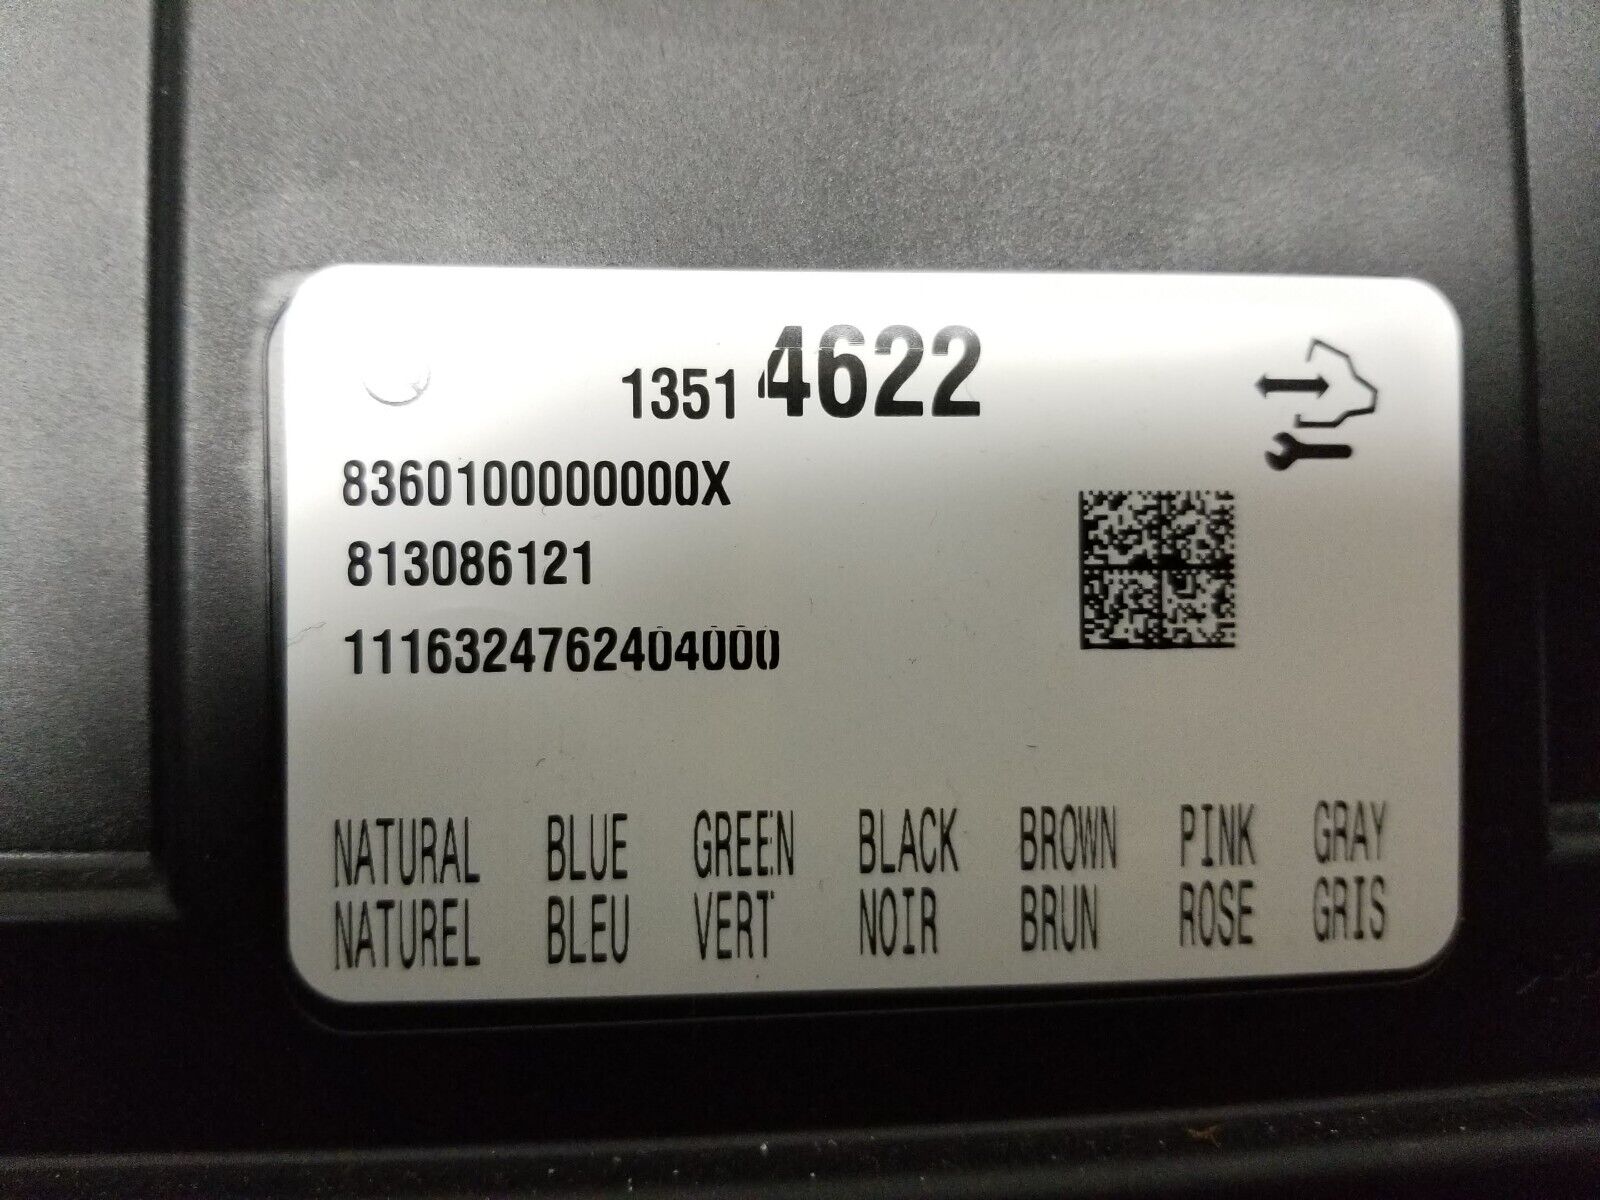 1351 4622
8360100000000X
813086121
1116324762404000
NATURAL BLUE GREEN BLACK BROWN PINK GRAY
NATUREL BLEU VERT NOIR BRUN ROSE GRIS